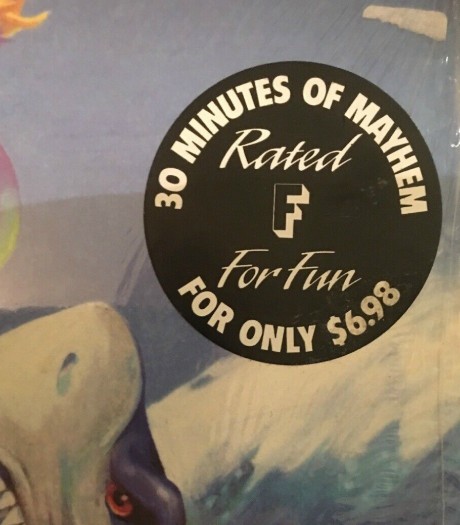 30 MINUTES OF MAYHEM
Rated
F
For Fun
FOR ONLY $6.98